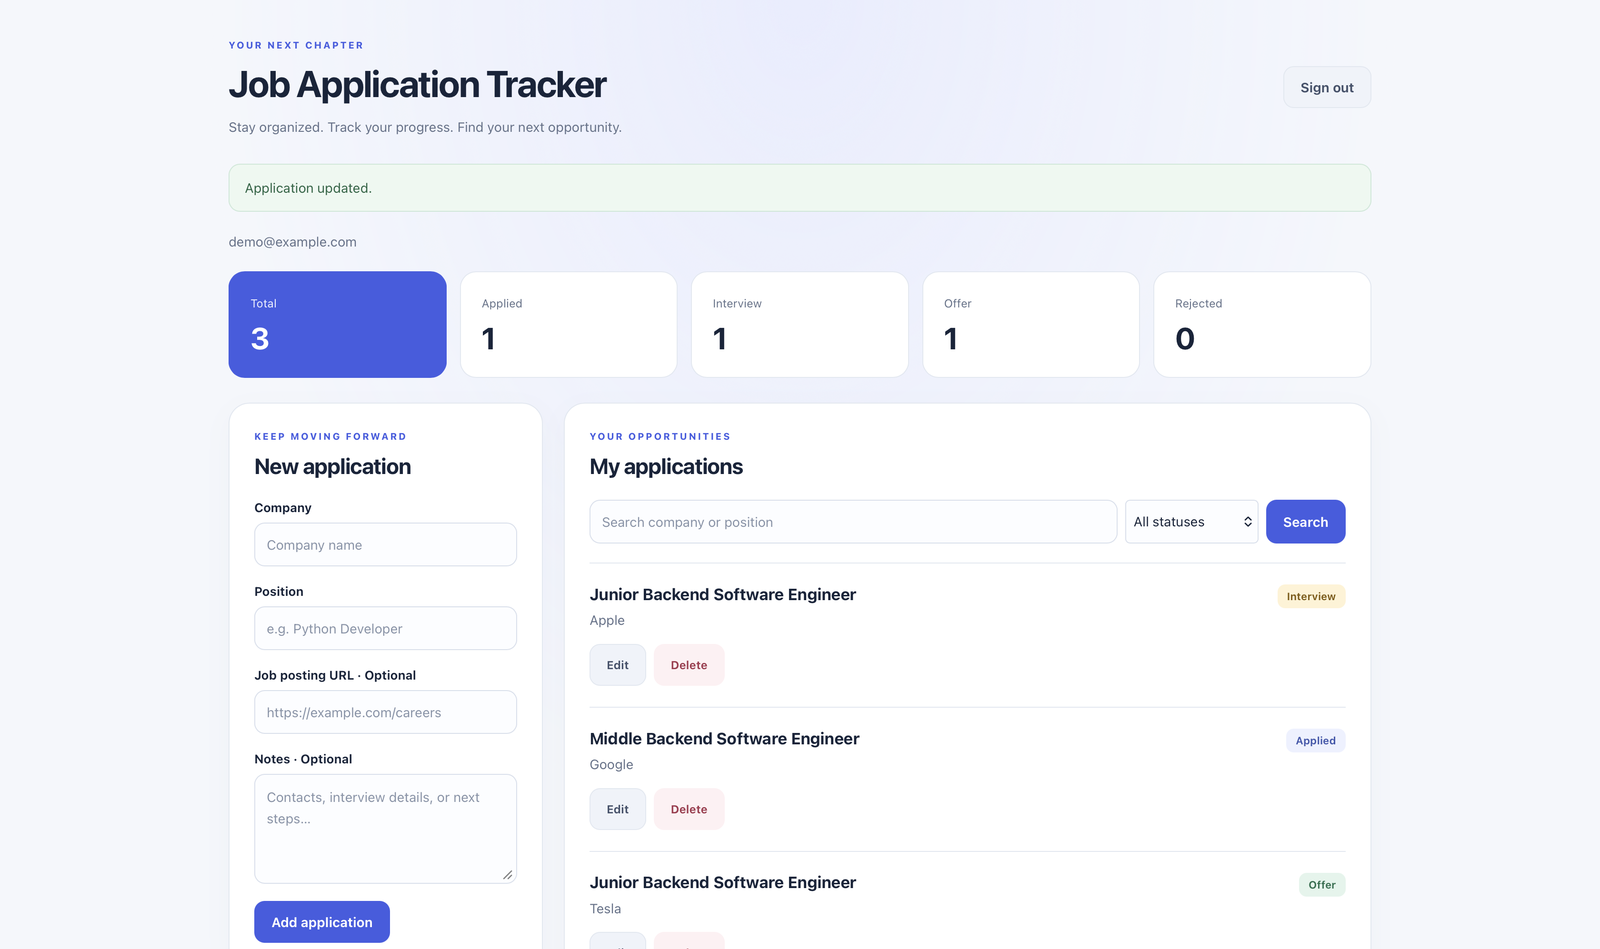 YOUR NEXT CHAPTER
Job Application Tracker
Sign out
Stay organized. Track your progress. Find your next opportunity.
Application updated.
demo@example.com
Total
3
Applied
1
Interview
1
Offer
1
Rejected
0
KEEP MOVING FORWARD
New application
Company
Company name
Position
e.g. Python Developer
Job posting URL · Optional
https://example.com/careers
Notes · Optional
Contacts, interview details, or next
steps...
Add application
YOUR OPPORTUNITIES
My applications
Search company or position
All statuses
Search
Junior Backend Software Engineer
Interview
Apple
Edit
Delete
Middle Backend Software Engineer
Applied
Google
Edit
Delete
Junior Backend Software Engineer
Offer
Tesla